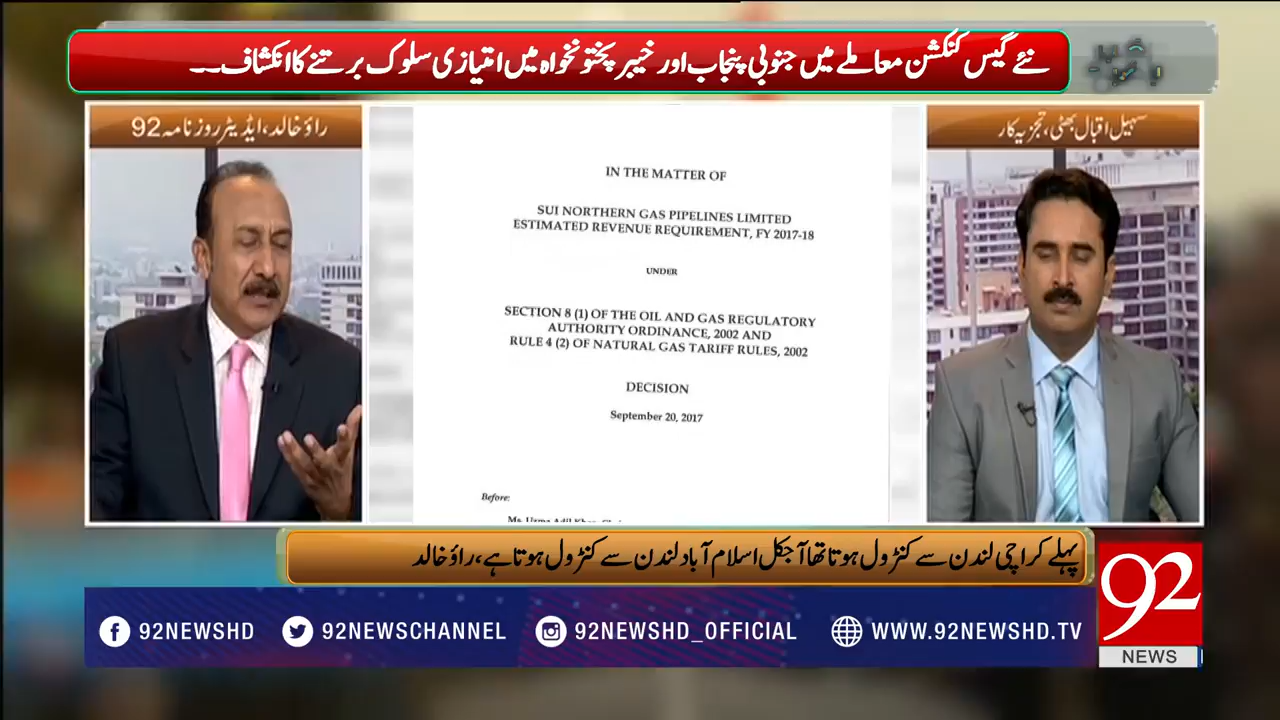 نئے گیس کنکشن معاملے میں جنوبی پنجاب اور خیبر پختونخواہ میں امتیازی سلوک برتنے کا انکشاف۔۔
راؤ خالد، ایڈیٹر روزنامہ 92
سہیل اقبال بھٹی، تجزیہ کار
IN THE MATTER OF
SUI NORTHERN GAS PIPELINES LIMITED
ESTIMATED REVENUE REQUIREMENT, FY 2017-18
UNDER
SECTION 8 (1) OF THE OIL AND GAS REGULATORY
AUTHORITY ORDINANCE, 2002 AND
RULE 4 (2) OF NATURAL GAS TARIFF RULES, 2002
DECISION
September 20, 2017
Before:
پہلے کراچی لندن سے کنٹرول ہوتا تھا آجکل اسلام آباد لندن سے کنٹرول ہوتا ہے، راؤ خالد
92NEWSHD
92NEWSCHANNEL
92NEWSHD_OFFICIAL
WWW.92NEWSHD.TV
92
NEWS